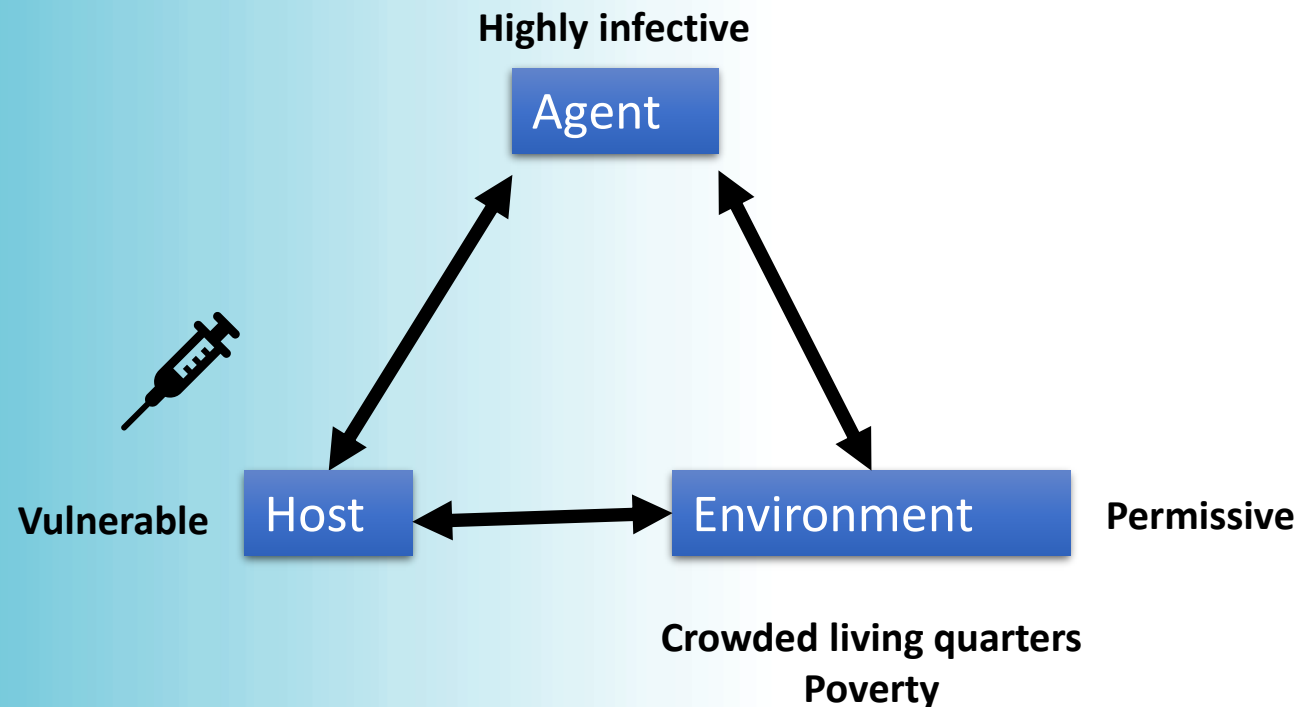 Highly infective
Agent
Vulnerable
Host
Environment
Permissive
Crowded living quarters
Poverty